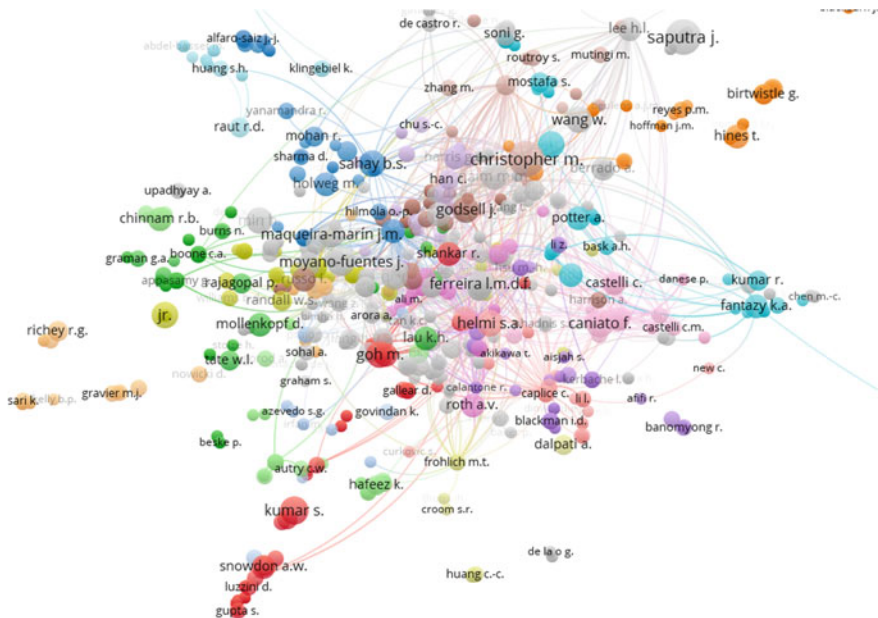 de castro r.
lee h.l.
saputra j.
alfaro-saiz j.-j.
soni g.
huang s.h.
klingebiel k.
routroy s.
mutingi m.
zhang m.
mostafa s.
birtwistle g.
yanamandra r.
reyes p.m.
raut r.d.
chu s.-c.
wang w.
hoffman j.m.
hines t.
mohan r.
sharma d.
sahay b.s.
christopher m.
holweg m.
han c.
berrado a.
upadhyay a.
godsell j.
chinnam r.b.
hilmola o.-p.
potter a.
burns n.
maqueira-marín j.m.
li z.
bask a.h.
graman g.a.
boone c.a.
shankar r.
moyano-fuentes j.
appasamy g.
rajagopal p.
russo i.
castelli c.
danese p.
kumar r.
ali m.
ferreira l.m.d.f.
harrison a.
chen m.-c.
randall w.s.
fantazy k.a.
jr.
arora a.
mollenkopf d.
helmi s.a.
caniato f.
castelli c.m.
richey r.g.
lau k.h.
sohal a.
goh m.
akikawa t.
aisjah s.
tate w.l.
new c.
nowicki d.
graham s.
calantone r.
kerbache l.
gallear d.
caplice c.
li l.
afifi r.
sari k.
kelly b.p.
gravier m.j.
azevedo s.g.
govindan k.
roth a.v.
blackman i.d.
banomyong r.
beske p.
dalpati a.
autry c.w.
frohlich m.t.
hafeez k.
kumar s.
croom s.r.
de la o g.
snowdon a.w.
huang c.-c.
luzzini d.
gupta s.